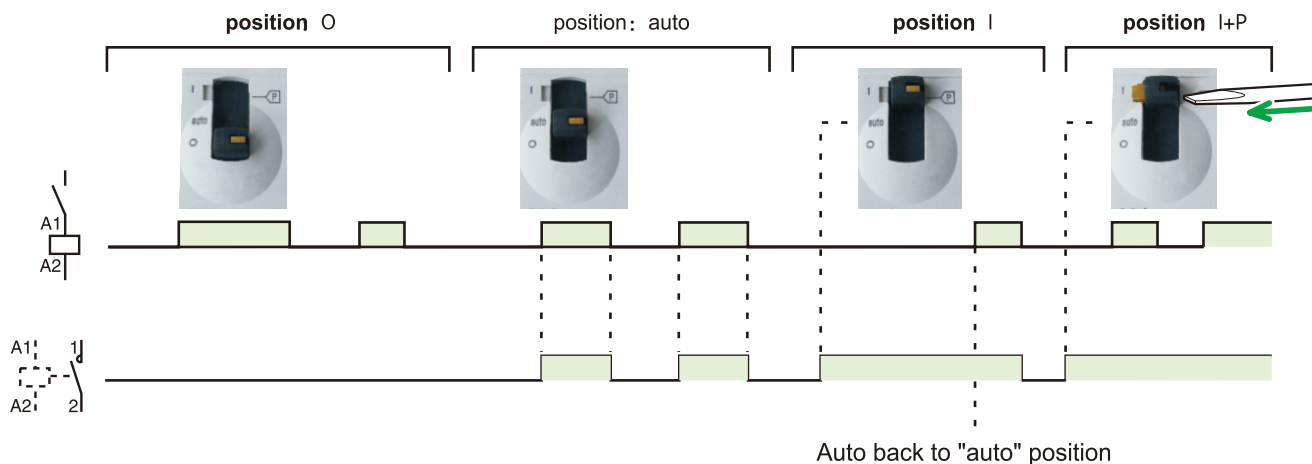 position O
position: auto
position I
position I+P
I
P
auto
O
I
P
auto
O
I
P
auto
O
I
auto
O
A1
A2
A1
1
A2
2
Auto back to "auto" position